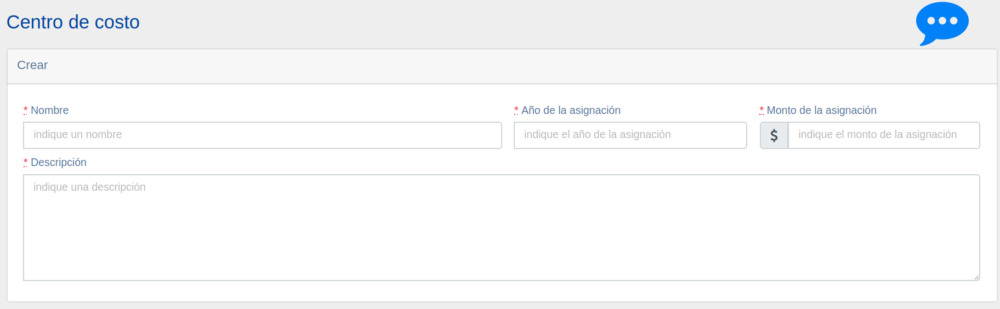 Centro de costo
Crear
* Nombre
* Año de la asignación
* Monto de la asignación
indique un nombre
indique el año de la asignación
$ indique el monto de la asignación
* Descripción
indique una descripción